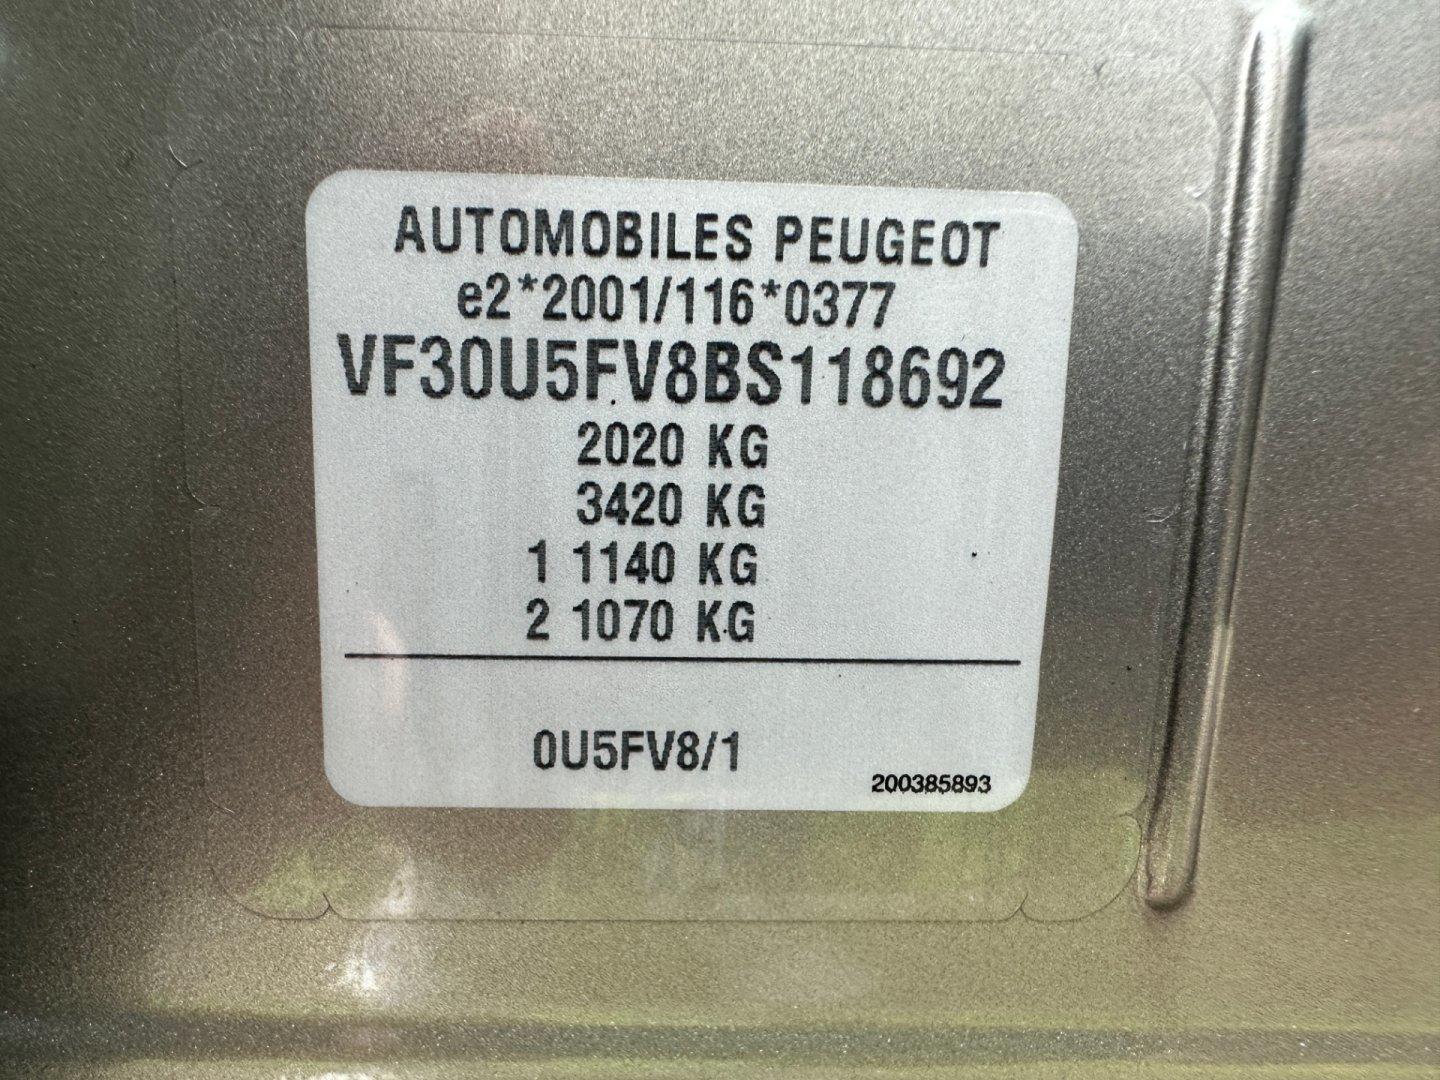 AUTOMOBILES PEUGEOT
e2*2001/116*0377
VF30U5FV8BS118692
2020 KG
3420 KG
1 1140 KG
2 1070 KG
0U5FV8/1
200385893